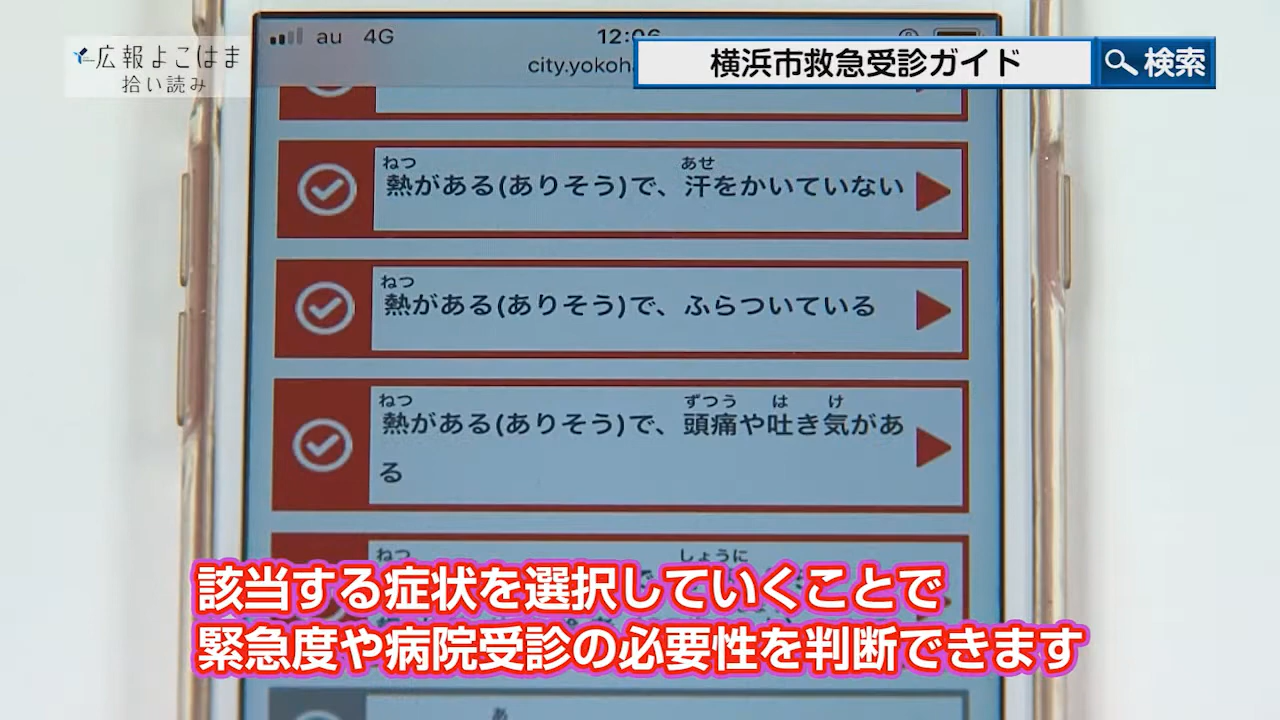 広報よこはま
拾い読み
au 4G
12:06
city.yokoha
横浜市救急受診ガイド
検索
ねつ あせ
熱がある(ありそう)で、汗をかいていない
ねつ
熱がある(ありそう)で、ふらついている
ねつ ずつう は け
熱がある(ありそう)で、頭痛や吐き気があ
る
ねつ しょうに
該当する症状を選択していくことで
緊急度や病院受診の必要性を判断できます
あ